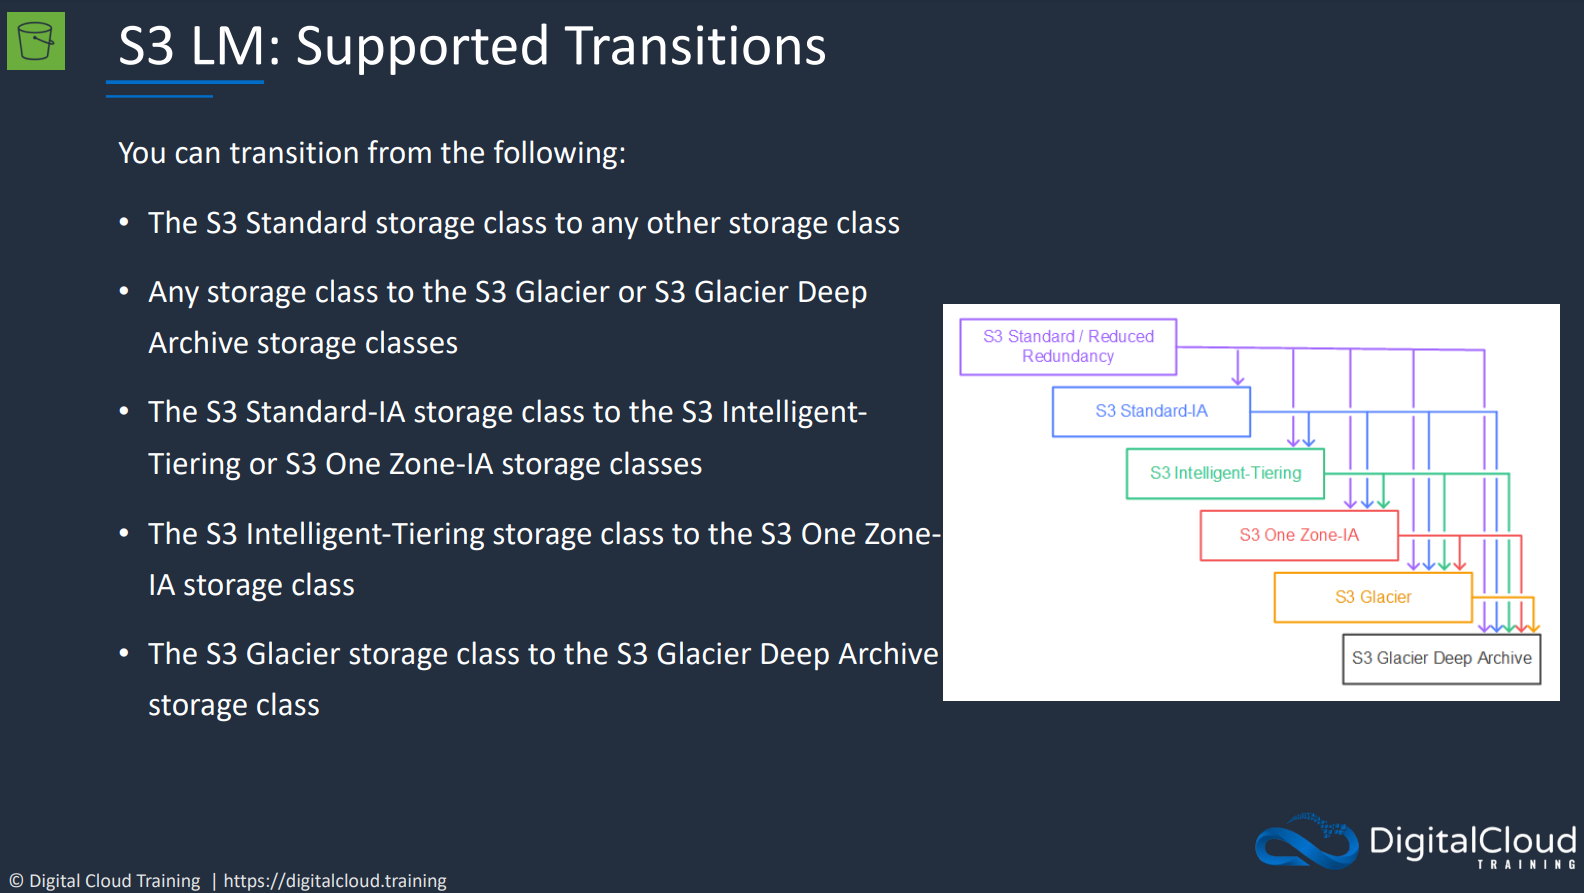 S3 LM: Supported Transitions
You can transition from the following:
• The S3 Standard storage class to any other storage class
• Any storage class to the S3 Glacier or S3 Glacier Deep
Archive storage classes
• The S3 Standard-IA storage class to the S3 Intelligent-
Tiering or S3 One Zone-IA storage classes
• The S3 Intelligent-Tiering storage class to the S3 One Zone-
IA storage class
• The S3 Glacier storage class to the S3 Glacier Deep Archive
storage class
S3 Standard / Reduced
Redundancy
S3 Standard-IA
S3 Intelligent-Tiering
S3 One Zone-IA
S3 Glacier
S3 Glacier Deep Archive
DigitalCloud
TRAINING
© Digital Cloud Training | https://digitalcloud.training